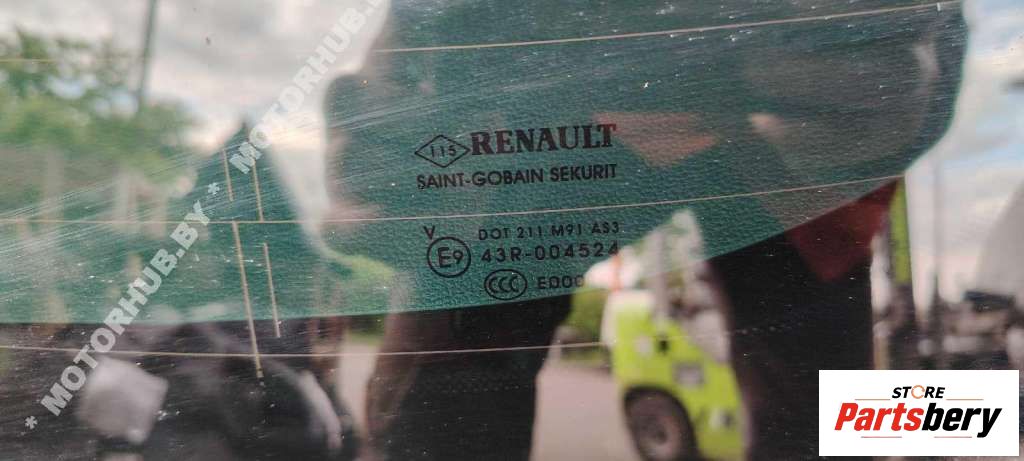 115 RENAULT
SAINT-GOBAIN SEKURIT
V
DOT 211 M91 AS3
E9 43R-004524
CCC
* MOTORHUB.BY * MOTORHUB.BY
STORE
Partsbery